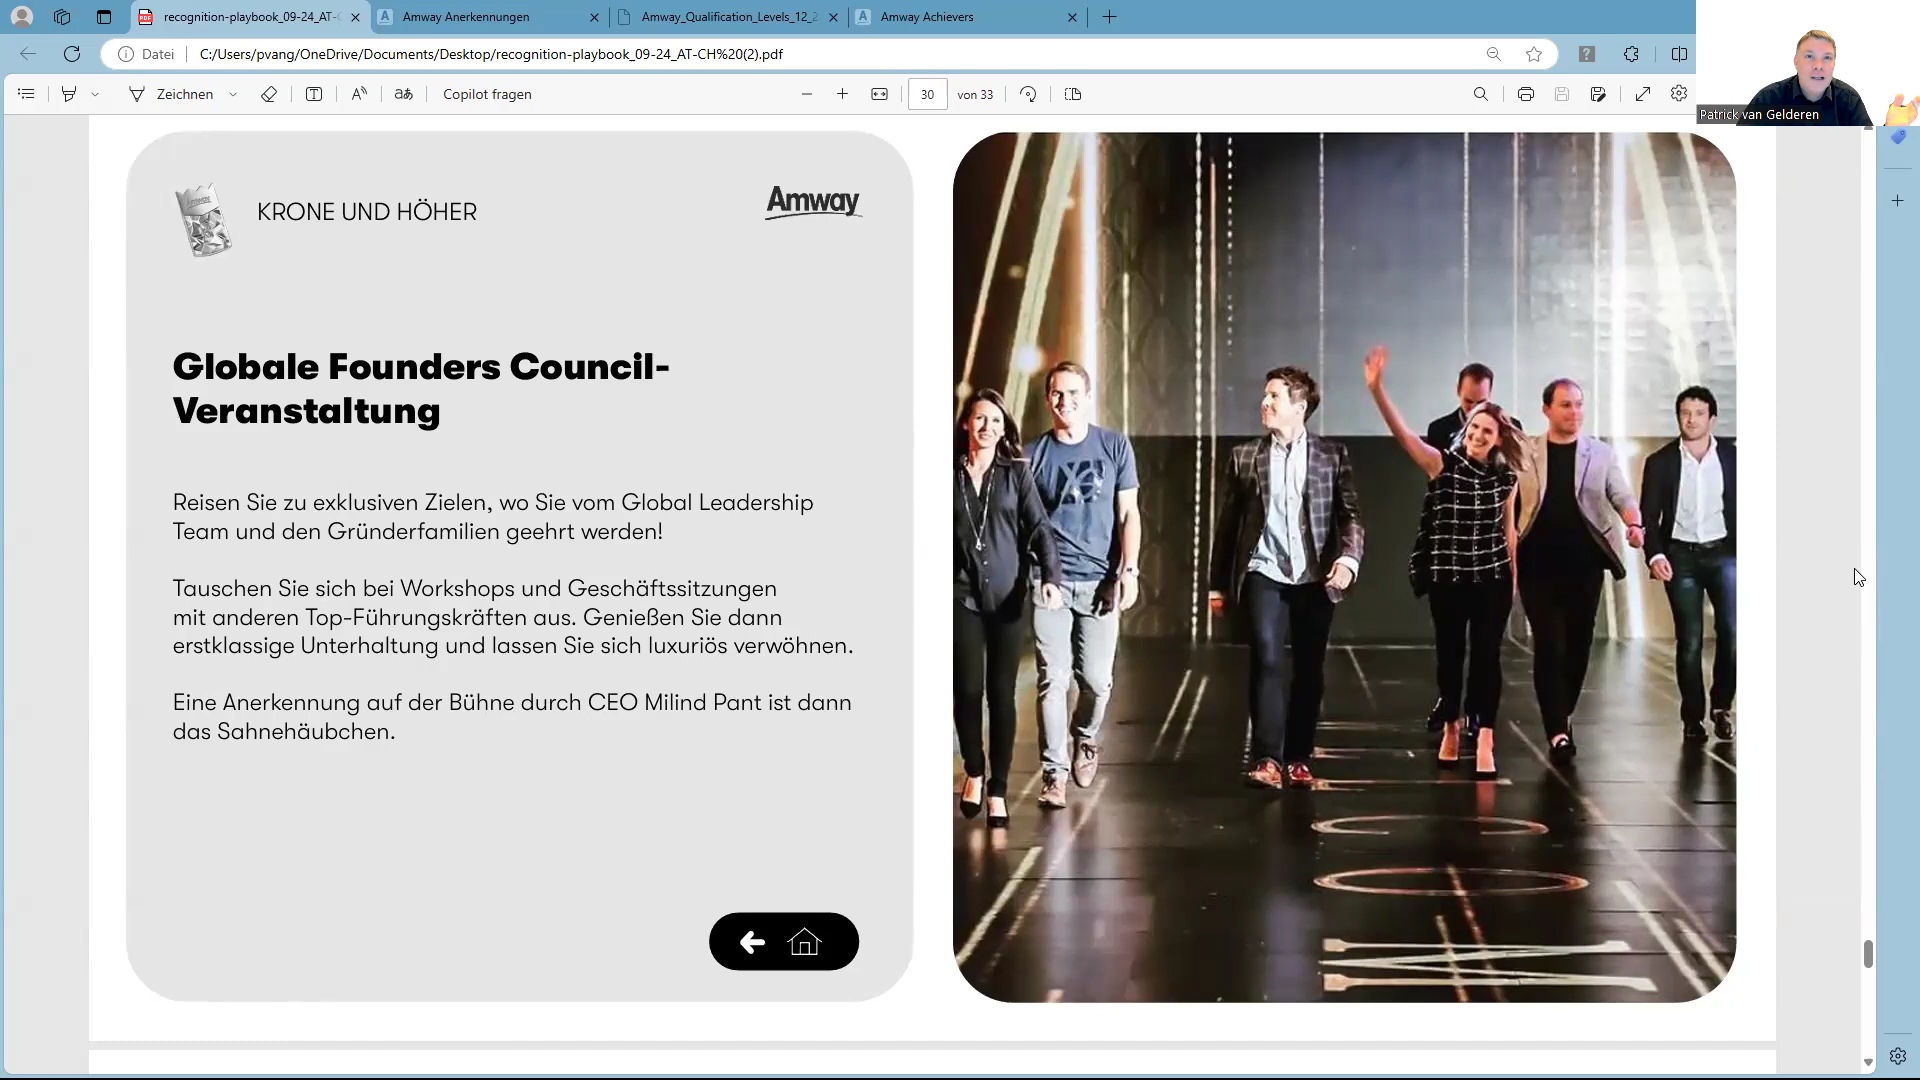 recognition-playbook_09-24_AT-C
Amway Anerkennungen
Amway_Qualification_Levels_12_2
Amway Achievers
Datei
C:/Users/pvang/OneDrive/Documents/Desktop/recognition-playbook_09-24_AT-CH%20(2).pdf
Zeichnen
Copilot fragen
30
von 33
Patrick van Gelderen
KRONE UND HÖHER
Amway
Globale Founders Council-
Veranstaltung
Reisen Sie zu exklusiven Zielen, wo Sie vom Global Leadership
Team und den Gründerfamilien geehrt werden!
Tauschen Sie sich bei Workshops und Geschäftssitzungen
mit anderen Top-Führungskräften aus. Genießen Sie dann
erstklassige Unterhaltung und lassen Sie sich luxuriös verwöhnen.
Eine Anerkennung auf der Bühne durch CEO Milind Pant ist dann
das Sahnehäubchen.